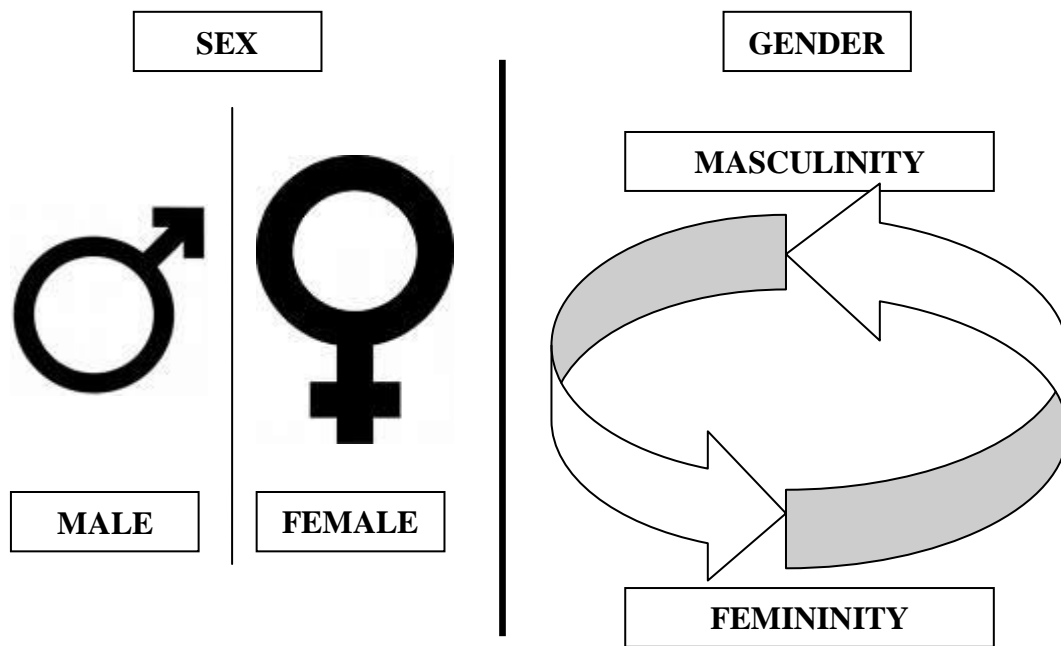 SEX
GENDER
MASCULINITY
MALE
FEMALE
FEMININITY